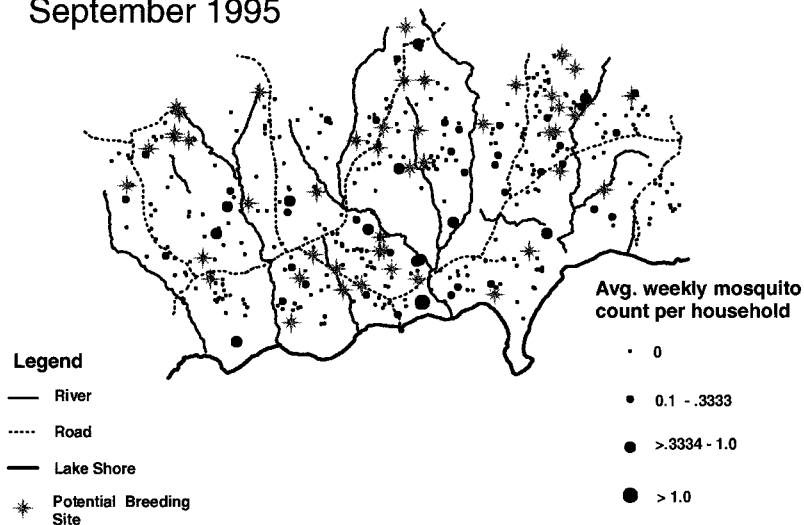 September 1995
Avg. weekly mosquito
count per household
0
0.1 - .3333
>.3334 - 1.0
> 1.0
Legend
River
Road
Lake Shore
Potential Breeding
Site